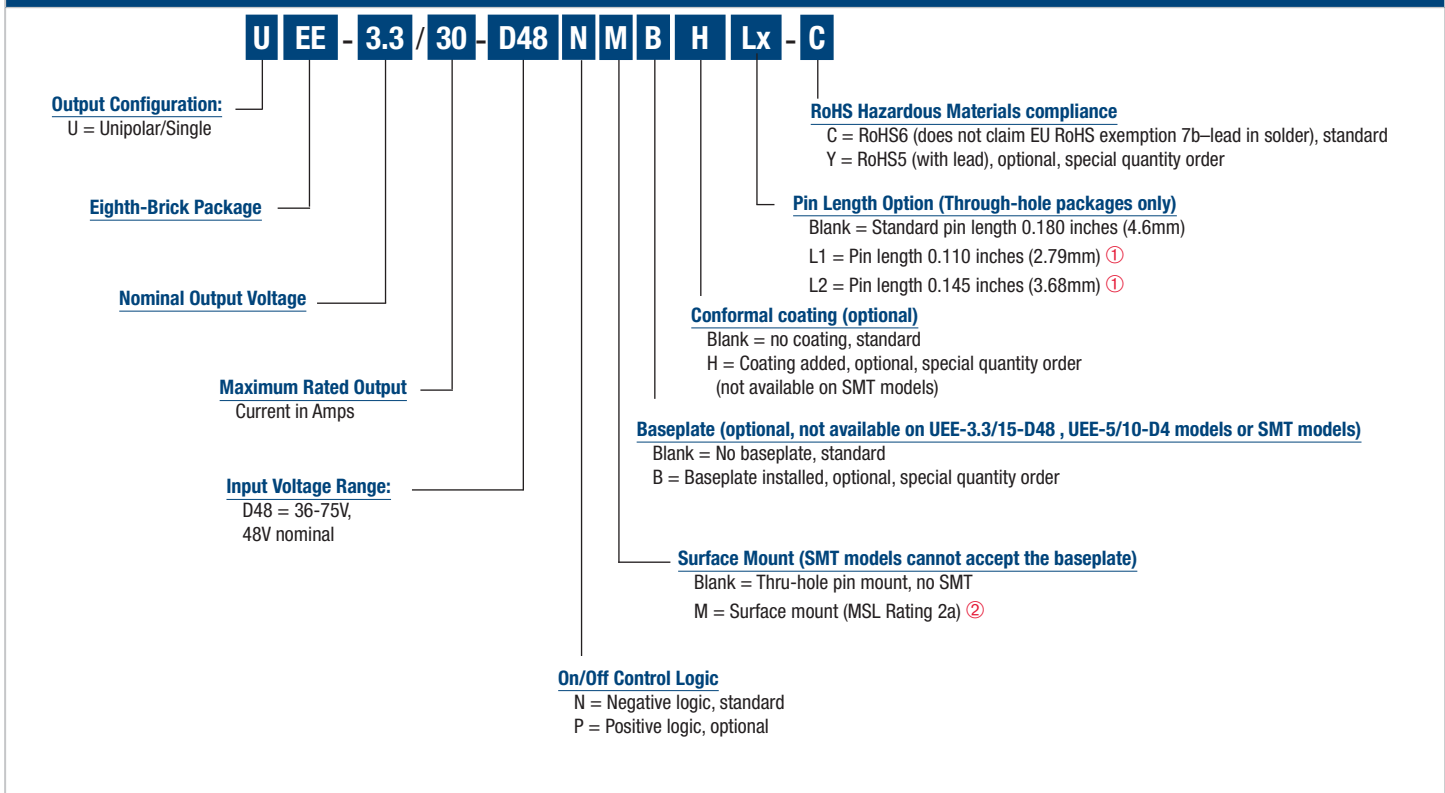 U EE - 3.3 / 30 - D48 N M B H Lx - C
Output Configuration:
U = Unipolar/Single
Eighth-Brick Package
Nominal Output Voltage
Maximum Rated Output
Current in Amps
Input Voltage Range:
D48 = 36-75V,
48V nominal
RoHS Hazardous Materials compliance
C = RoHS6 (does not claim EU RoHS exemption 7b–lead in solder), standard
Y = RoHS5 (with lead), optional, special quantity order
Pin Length Option (Through-hole packages only)
Blank = Standard pin length 0.180 inches (4.6mm)
L1 = Pin length 0.110 inches (2.79mm) ①
L2 = Pin length 0.145 inches (3.68mm) ①
Conformal coating (optional)
Blank = no coating, standard
H = Coating added, optional, special quantity order
(not available on SMT models)
Baseplate (optional, not available on UEE-3.3/15-D48 , UEE-5/10-D4 models or SMT models)
Blank = No baseplate, standard
B = Baseplate installed, optional, special quantity order
Surface Mount (SMT models cannot accept the baseplate)
Blank = Thru-hole pin mount, no SMT
M = Surface mount (MSL Rating 2a) ②
On/Off Control Logic
N = Negative logic, standard
P = Positive logic, optional